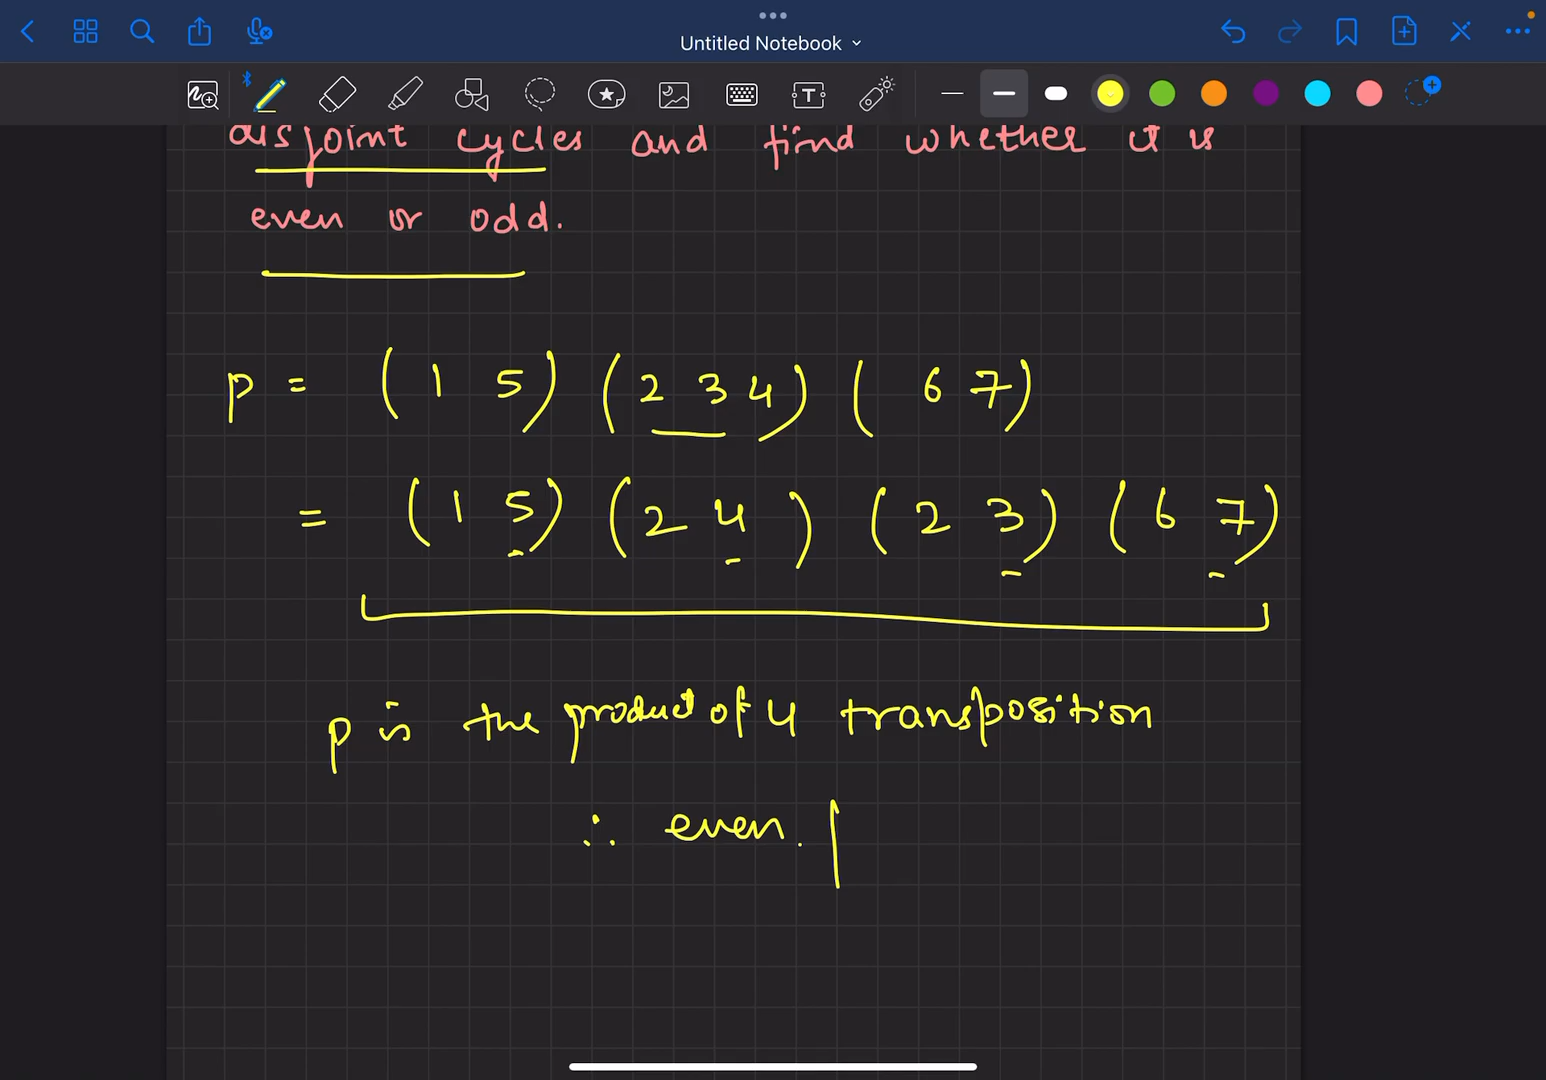 Untitled Notebook
disjoint cycles and find whether it is
even or odd.
p = (1 5) (2 3 4) (6 7)
= (1 5) (2 4) (2 3) (6 7)
p is the product of 4 transposition
∴ even.